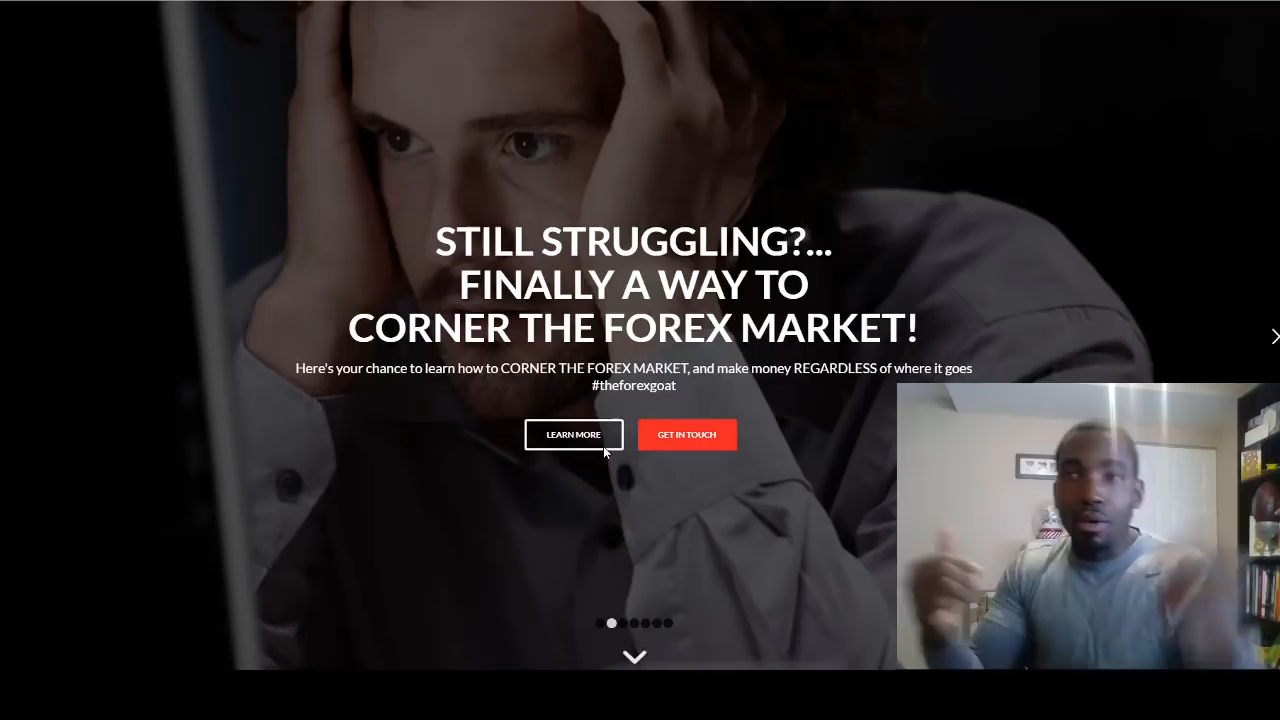 STILL STRUGGLING?...
FINALLY A WAY TO
CORNER THE FOREX MARKET!
Here's your chance to learn how to CORNER THE FOREX MARKET, and make money REGARDLESS of where it goes
#theforexgoat
LEARN MORE
GET IN TOUCH